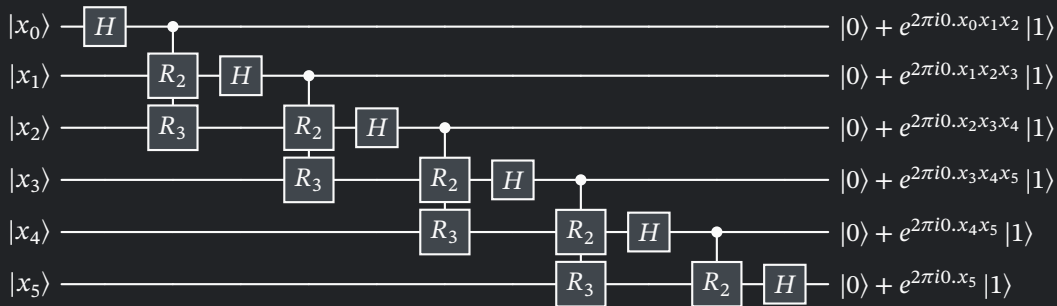 |x₀⟩ H |0⟩ + e^{2πi0.x₀x₁x₂} |1⟩
|x₁⟩ R₂ H |0⟩ + e^{2πi0.x₁x₂x₃} |1⟩
|x₂⟩ R₃ R₂ H |0⟩ + e^{2πi0.x₂x₃x₄} |1⟩
|x₃⟩ R₃ R₂ H |0⟩ + e^{2πi0.x₃x₄x₅} |1⟩
|x₄⟩ R₃ R₂ H |0⟩ + e^{2πi0.x₄x₅} |1⟩
|x₅⟩ R₃ R₂ H |0⟩ + e^{2πi0.x₅} |1⟩